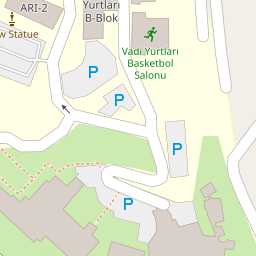 ARI-2
Yurtları
B-Blok
w Statue
Vadi Yurtları
Basketbol
Salonu
P
P
P
P
P